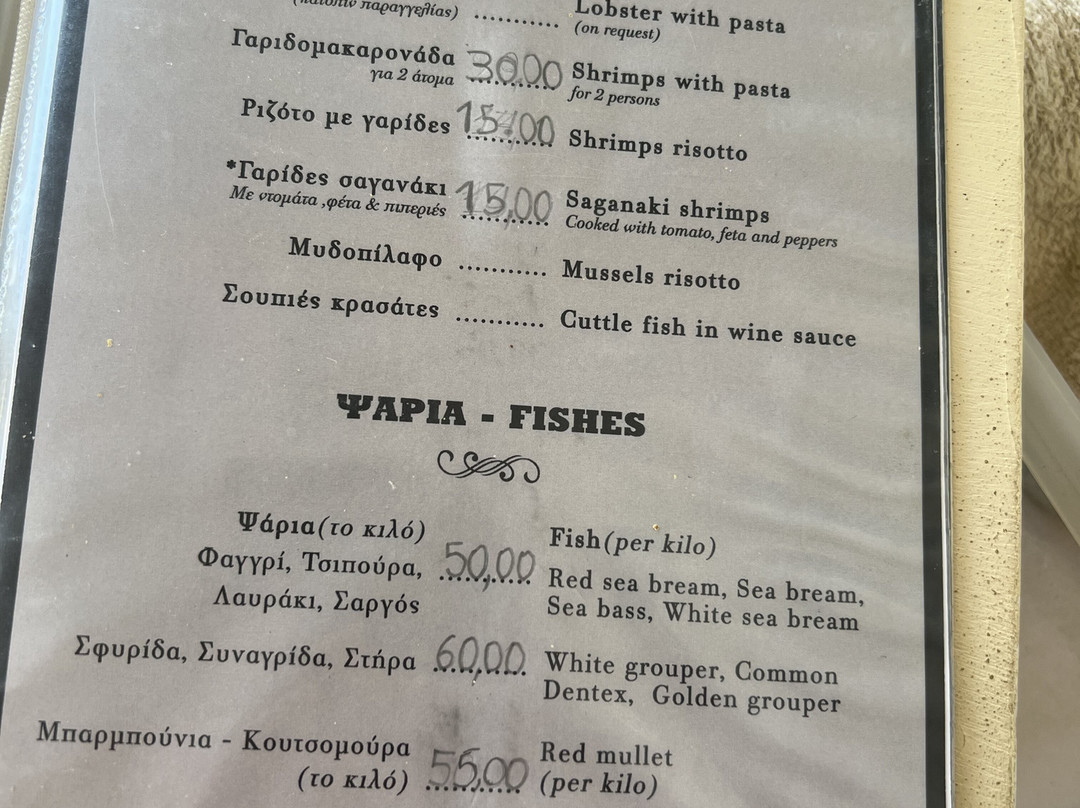 (κατόπιν παραγγελίας) ........... Lobster with pasta
(on request)
Γαριδομακαρονάδα 30,00 Shrimps with pasta
για 2 άτομα for 2 persons
Ριζότο με γαρίδες 15,00 Shrimps risotto
*Γαρίδες σαγανάκι 15,00 Saganaki shrimps
Με ντομάτα ,φέτα & πιπεριές Cooked with tomato, feta and peppers
Μυδοπίλαφο ........... Mussels risotto
Σουπιές κρασάτες ........... Cuttle fish in wine sauce
ΨΑΡΙΑ - FISHES
Ψάρια(το κιλό) Fish(per kilo)
Φαγγρί, Τσιπούρα, 50,00 Red sea bream, Sea bream,
Λαυράκι, Σαργός Sea bass, White sea bream
Σφυρίδα, Συναγρίδα, Στήρα 60,00 White grouper, Common
Dentex, Golden grouper
Μπαρμπούνια - Κουτσομούρα 55,00 Red mullet
(το κιλό) (per kilo)